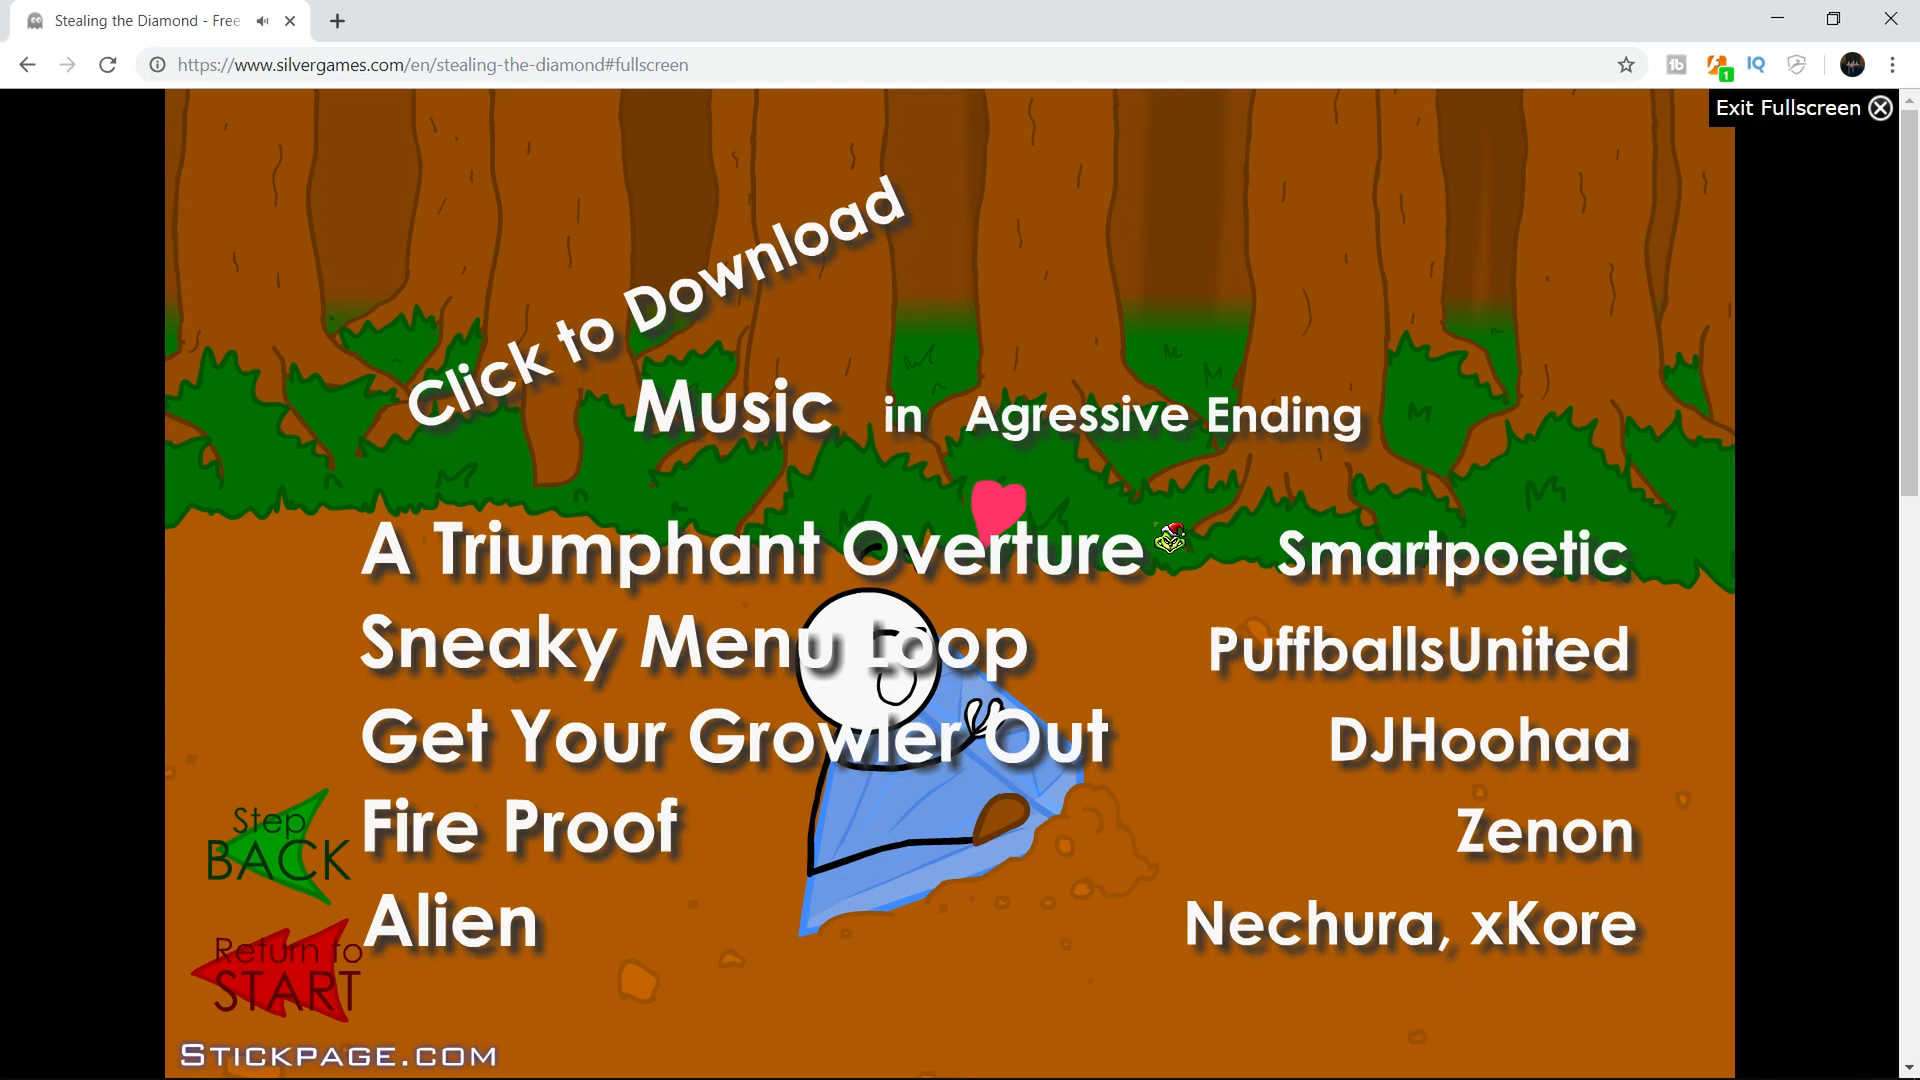 Stealing the Diamond - Free
https://www.silvergames.com/en/stealing-the-diamond#fullscreen
1
IQ
Exit Fullscreen
Click to Download
Music in Agressive Ending
A Triumphant Overture Smartpoetic
Sneaky Menu Loop PuffballsUnited
Get Your Growler Out DJHoohaa
Fire Proof Zenon
Alien Nechura, xKore
Step
BACK
Return to
START
STICKPAGE.COM